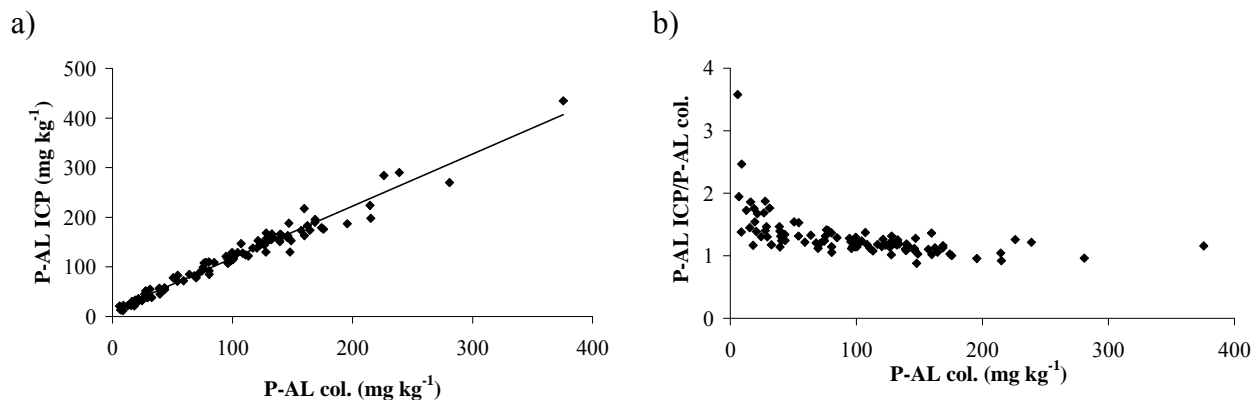 a)
500
400
300
200
100
0
0 100 200 300 400
P-AL ICP (mg kg⁻¹)
P-AL col. (mg kg⁻¹)
b)
4
3
2
1
0
0 100 200 300 400
P-AL ICP/P-AL col.
P-AL col. (mg kg⁻¹)